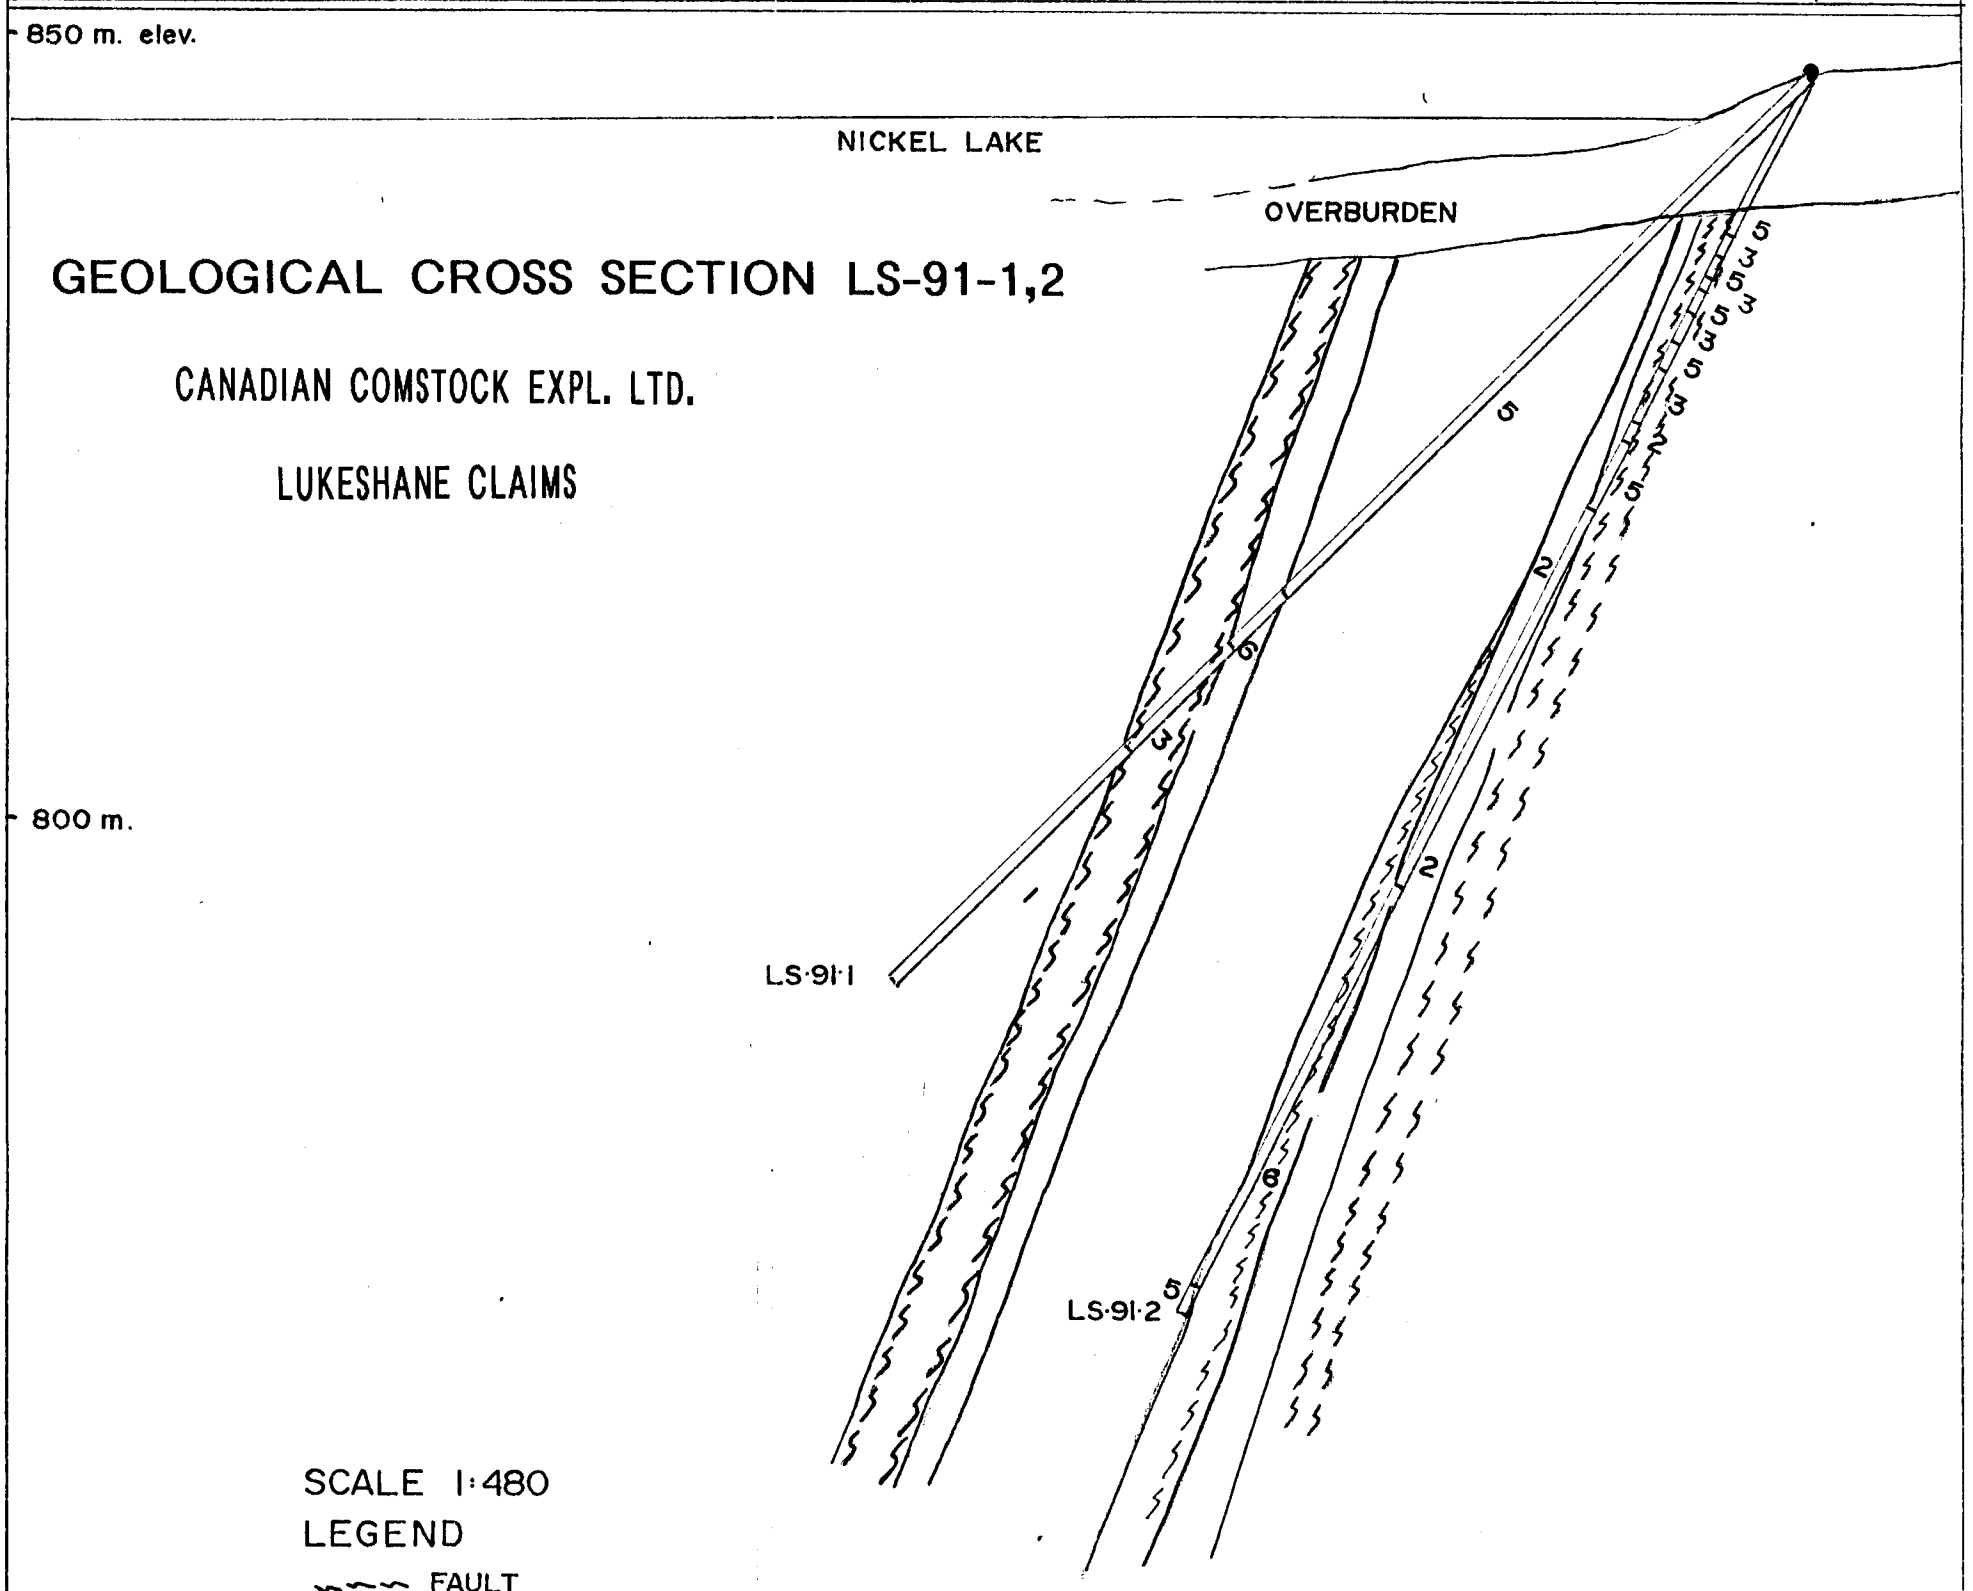 850 m. elev.
NICKEL LAKE
OVERBURDEN
GEOLOGICAL CROSS SECTION LS-91-1,2
CANADIAN COMSTOCK EXPL. LTD.
LUKESHANE CLAIMS
5
3
5
3
5
3
5
3
2
5
5
2
6
3
800 m.
2
LS-91-1
6
5
LS-91-2
SCALE 1:480
LEGEND
FAULT